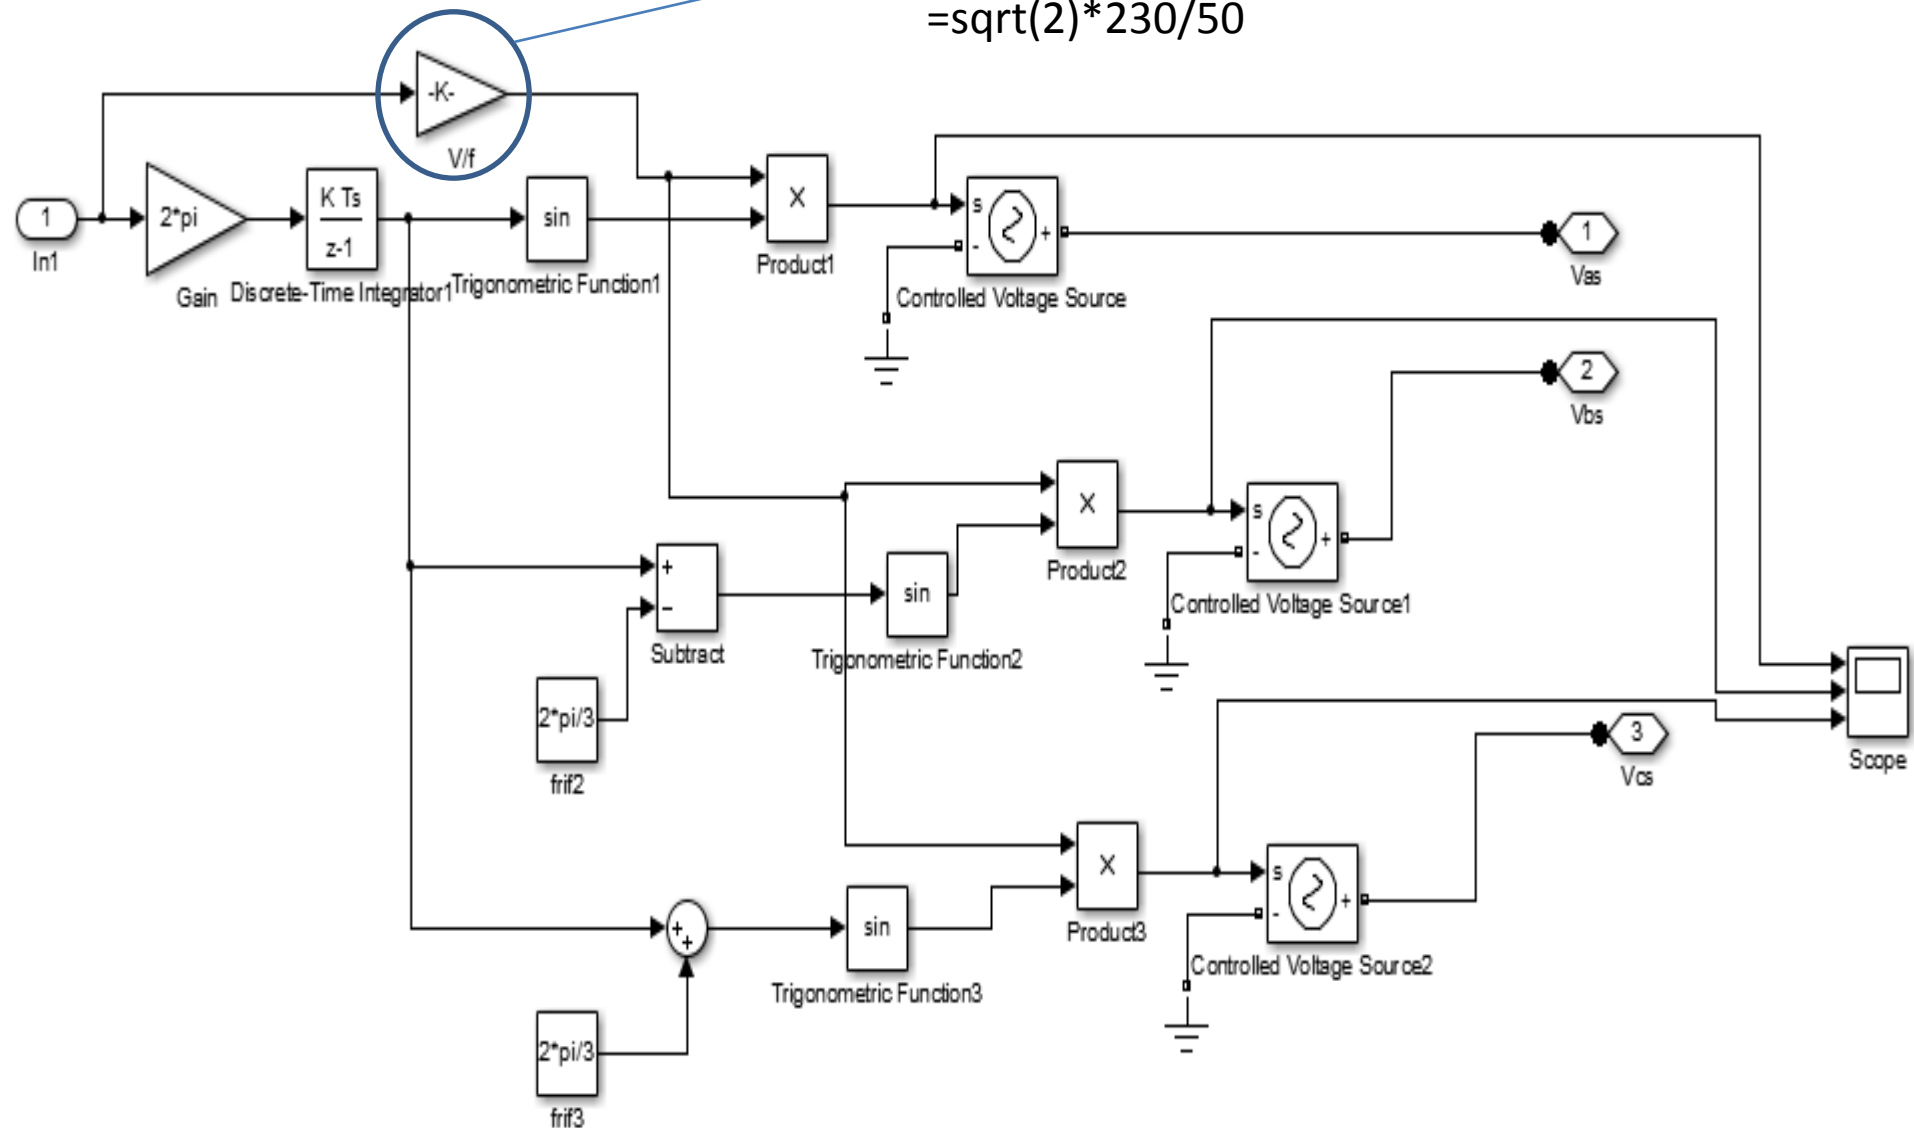 =sqrt(2)*230/50
-K-
V/f
1
In1
2*pi
Gain
K Ts
z-1
Discrete-Time Integrator1
sin
Trigonometric Function1
X
Product1
s
-
+
Controlled Voltage Source
1
Vas
2
Vbs
X
Product2
s
-
+
Controlled Voltage Source1
+
−
Subtract
sin
Trigonometric Function2
2*pi/3
frif2
3
Vcs
Scope
X
Product3
s
-
+
Controlled Voltage Source2
+
+
sin
Trigonometric Function3
2*pi/3
frif3